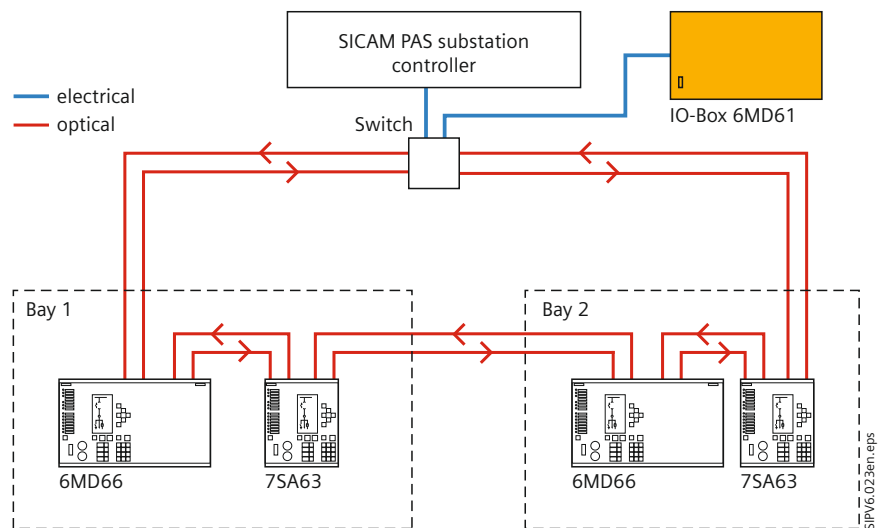 SICAM PAS substation
controller
electrical
optical
Switch
IO-Box 6MD61
Bay 1
Bay 2
6MD66
7SA63
6MD66
7SA63
SIPV6.023en.eps